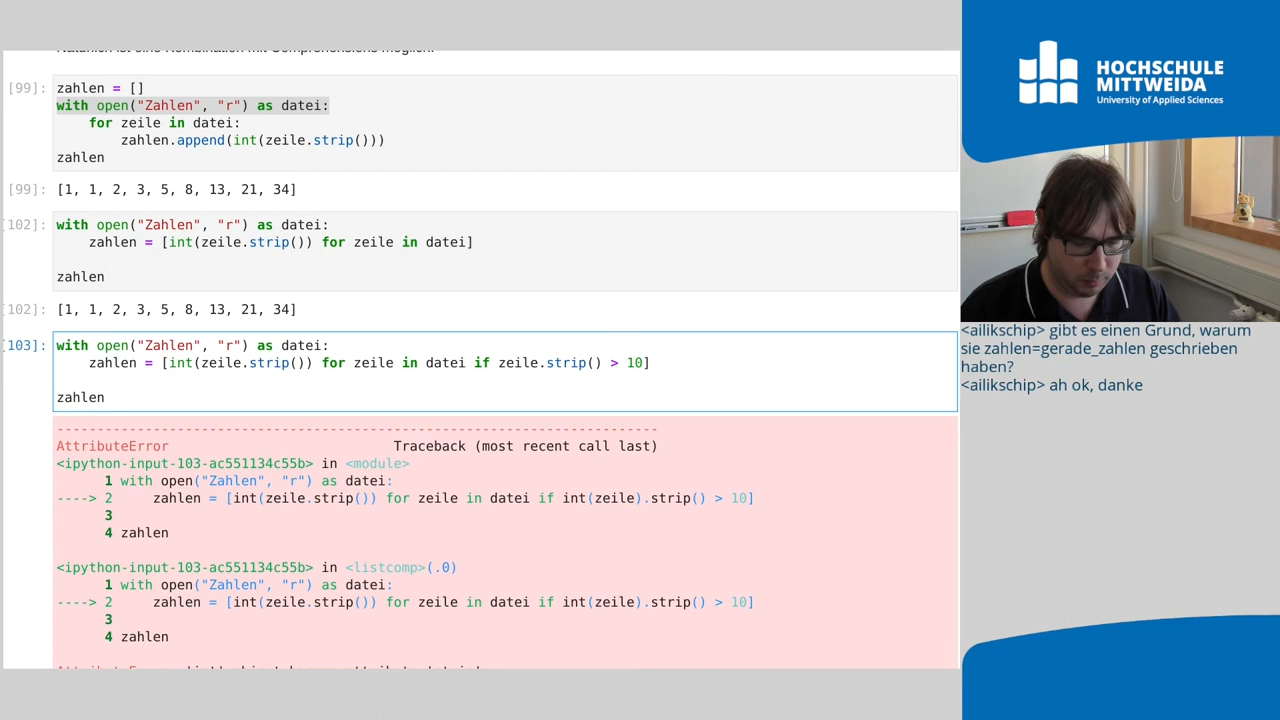 Natürlich ist eine Kombination mit Comprehensions möglich.
[99]: zahlen = []
with open("Zahlen", "r") as datei:
for zeile in datei:
zahlen.append(int(zeile.strip()))
zahlen
[99]: [1, 1, 2, 3, 5, 8, 13, 21, 34]
[102]: with open("Zahlen", "r") as datei:
zahlen = [int(zeile.strip()) for zeile in datei]
zahlen
[102]: [1, 1, 2, 3, 5, 8, 13, 21, 34]
[103]: with open("Zahlen", "r") as datei:
zahlen = [int(zeile.strip()) for zeile in datei if zeile.strip() > 10]
zahlen
---------------------------------------------------------------------------
AttributeError Traceback (most recent call last)
<ipython-input-103-ac551134c55b> in <module>
1 with open("Zahlen", "r") as datei:
----> 2 zahlen = [int(zeile.strip()) for zeile in datei if int(zeile).strip() > 10]
3
4 zahlen
<ipython-input-103-ac551134c55b> in <listcomp>(.0)
1 with open("Zahlen", "r") as datei:
----> 2 zahlen = [int(zeile.strip()) for zeile in datei if int(zeile).strip() > 10]
3
4 zahlen
HOCHSCHULE
MITTWEIDA
University of Applied Sciences
<ailikschip> gibt es einen Grund, warum
sie zahlen=gerade_zahlen geschrieben
haben?
<ailikschip> ah ok, danke